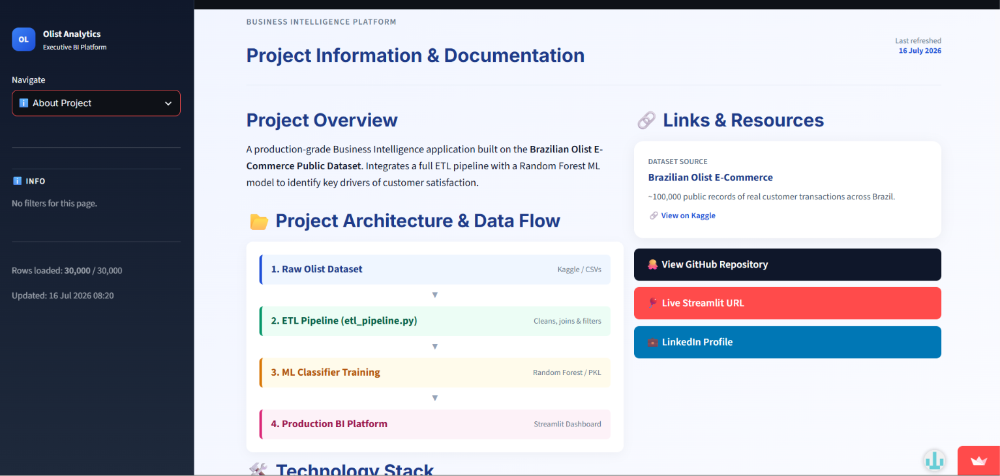 OL
Olist Analytics
Executive BI Platform
Navigate
About Project
INFO
No filters for this page.
Rows loaded: 30,000 / 30,000
Updated: 16 Jul 2026 08:20
BUSINESS INTELLIGENCE PLATFORM
Project Information & Documentation
Last refreshed
16 July 2026
Project Overview
A production-grade Business Intelligence application built on the Brazilian Olist E-
Commerce Public Dataset. Integrates a full ETL pipeline with a Random Forest ML
model to identify key drivers of customer satisfaction.
Project Architecture & Data Flow
1. Raw Olist Dataset
Kaggle / CSVs
2. ETL Pipeline (etl_pipeline.py)
Cleans, joins & filters
3. ML Classifier Training
Random Forest / PKL
4. Production BI Platform
Streamlit Dashboard
Technology Stack
Links & Resources
DATASET SOURCE
Brazilian Olist E-Commerce
~100,000 public records of real customer transactions across Brazil.
View on Kaggle
View GitHub Repository
Live Streamlit URL
LinkedIn Profile